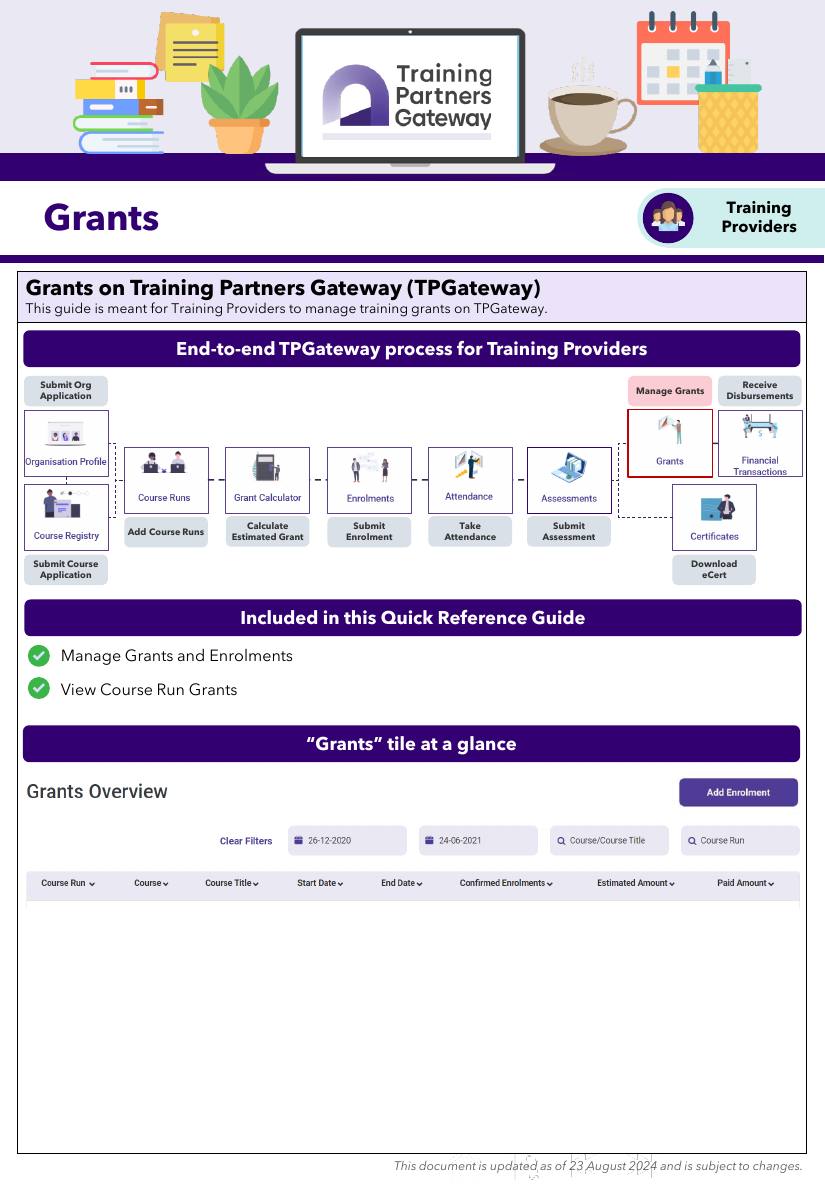 Training
Partners
Gateway
Grants
Training
Providers
Grants on Training Partners Gateway (TPGateway)
This guide is meant for Training Providers to manage training grants on TPGateway.
End-to-end TPGateway process for Training Providers
Submit Org
Application
Organisation Profile
Course Registry
Submit Course
Application
Course Runs
Add Course Runs
Grant Calculator
Calculate
Estimated Grant
Enrolments
Submit
Enrolment
Attendance
Take
Attendance
Assessments
Submit
Assessment
Manage Grants
Grants
Receive
Disbursements
Financial
Transactions
Certificates
Download
eCert
Included in this Quick Reference Guide
Manage Grants and Enrolments
View Course Run Grants
“Grants” tile at a glance
Grants Overview
Add Enrolment
Clear Filters 26-12-2020 24-06-2021 Course/Course Title Course Run
Course Run Course Course Title Start Date End Date Confirmed Enrolments Estimated Amount Paid Amount
This document is updated as of 23 August 2024 and is subject to changes.